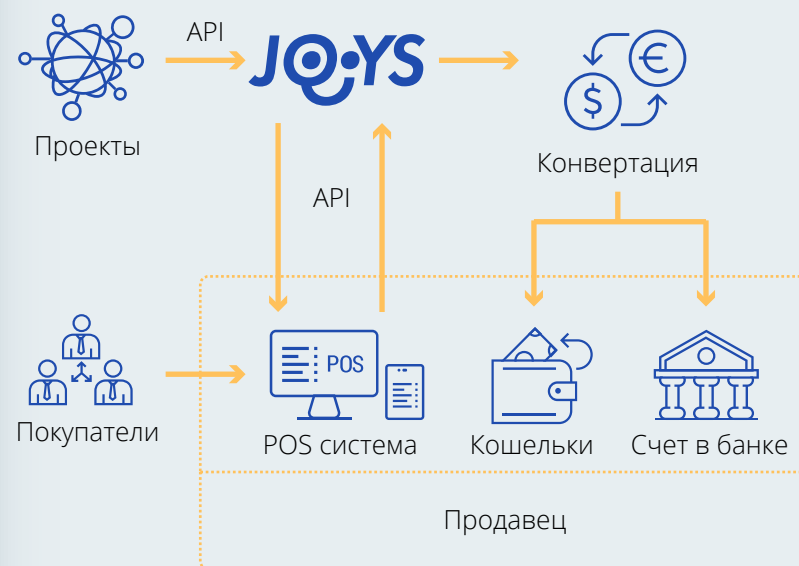 API
JOYS
Проекты
Конвертация
API
POS
Покупатели
POS система
Кошельки
Счет в банке
Продавец